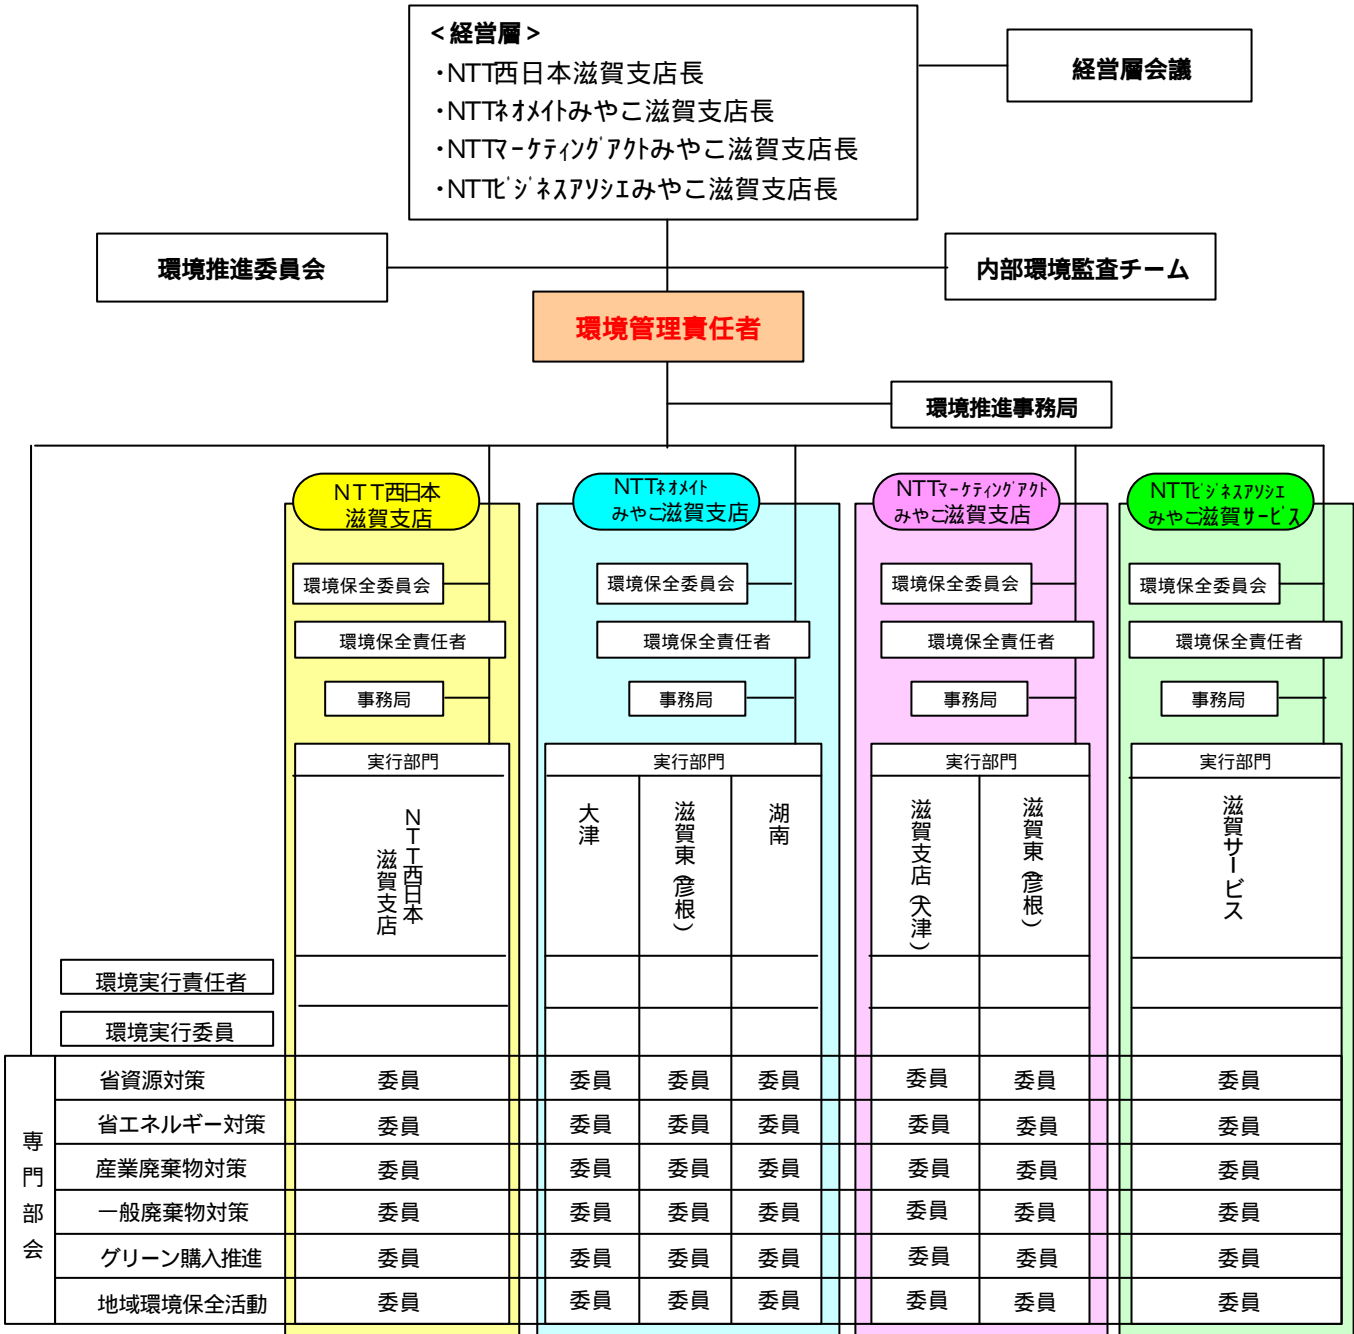 ＜経営層＞
・NTT西日本滋賀支店長
・NTTﾈｵﾒｲﾄみやこ滋賀支店長
・NTTﾏｰｹﾃｨﾝｸﾞｱｸﾄみやこ滋賀支店長
・NTTﾋﾞｼﾞﾈｽｱｿｼｴみやこ滋賀支店長
経営層会議
環境推進委員会
内部環境監査チーム
環境管理責任者
環境推進事務局
ＮＴＴ西日本
滋賀支店
NTTﾈｵﾒｲﾄ
みやこ滋賀支店
NTTﾏｰｹﾃｨﾝｸﾞｱｸﾄ
みやこ滋賀支店
NTTﾋﾞｼﾞﾈｽｱｿｼｴ
みやこ滋賀ｻｰﾋﾞｽ
環境保全委員会
環境保全委員会
環境保全委員会
環境保全委員会
環境保全責任者
環境保全責任者
環境保全責任者
環境保全責任者
事務局
事務局
事務局
事務局
実行部門
実行部門
実行部門
実行部門
ＮＴＴ西日本
滋賀支店
大津
滋賀東（彦根）
湖南
滋賀支店（大津）
滋賀東（彦根）
滋賀サービス
環境実行責任者
環境実行委員
専門部会
省資源対策 委員 委員 委員 委員 委員 委員 委員
省エネルギー対策 委員 委員 委員 委員 委員 委員 委員
産業廃棄物対策 委員 委員 委員 委員 委員 委員 委員
一般廃棄物対策 委員 委員 委員 委員 委員 委員 委員
グリーン購入推進 委員 委員 委員 委員 委員 委員 委員
地域環境保全活動 委員 委員 委員 委員 委員 委員 委員